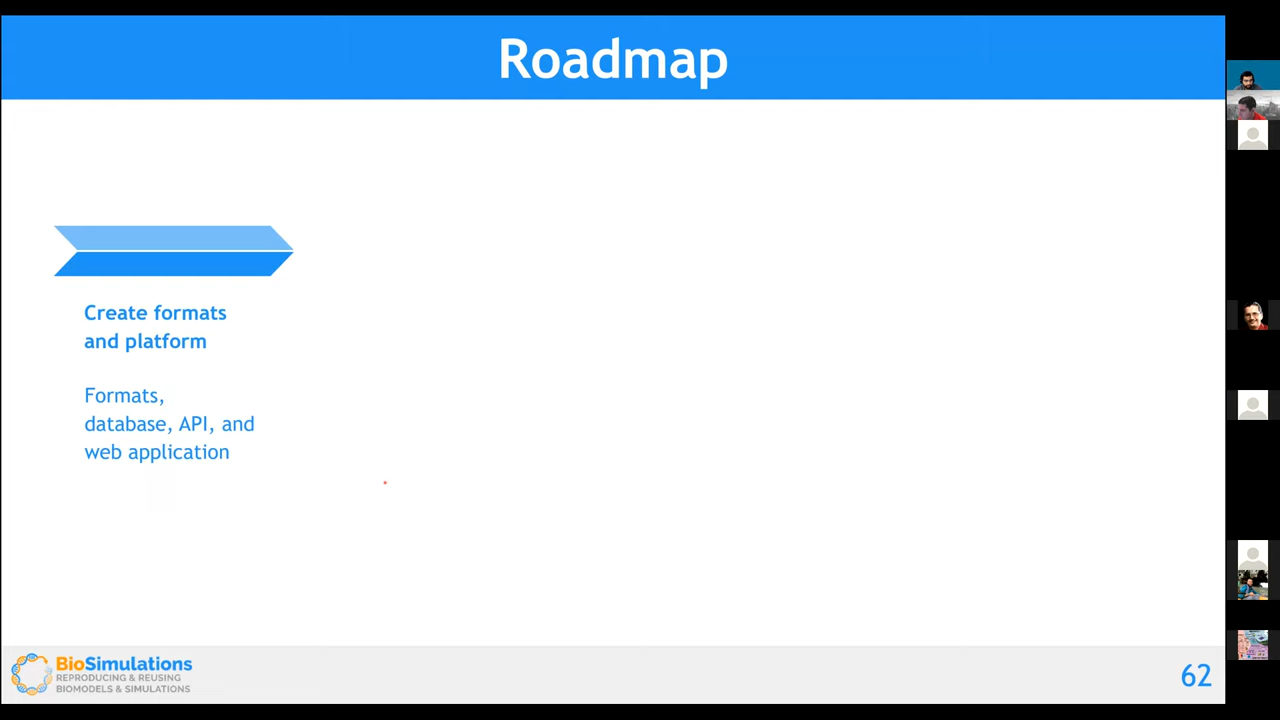 Roadmap
Create formats
and platform
Formats,
database, API, and
web application
BioSimulations
REPRODUCING & REUSING
BIOMODELS & SIMULATIONS
62